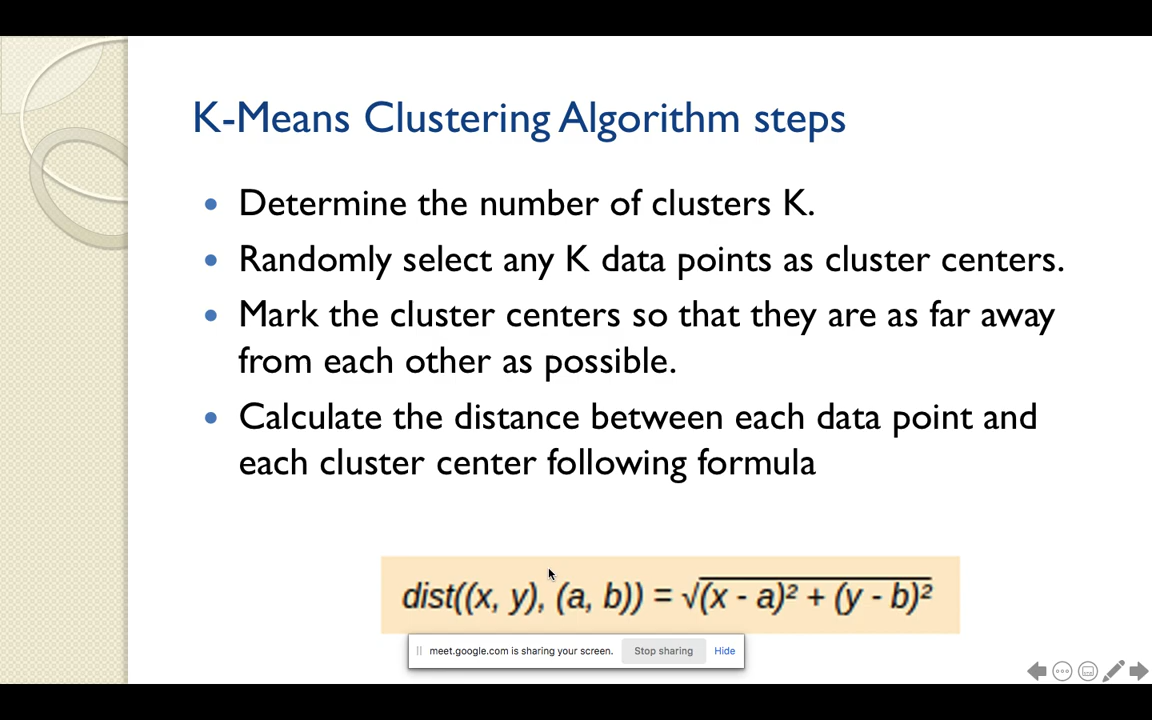 K-Means Clustering Algorithm steps
• Determine the number of clusters K.
• Randomly select any K data points as cluster centers.
• Mark the cluster centers so that they are as far away
from each other as possible.
• Calculate the distance between each data point and
each cluster center following formula
dist((x, y), (a, b)) = √(x - a)² + (y - b)²
meet.google.com is sharing your screen. Stop sharing Hide